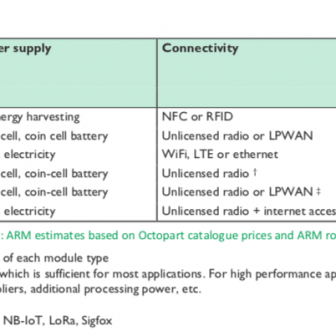 er supply Connectivity
nergy harvesting NFC or RFID
cell, coin cell battery Unlicensed radio or LPWAN
electricity WiFi, LTE or ethernet
cell, coin cell battery Unlicensed radio †
cell, coin cell battery Unlicensed radio or LPWAN ‡
electricity Unlicensed radio + internet acces
: ARM estimates based on Octopart catalogue prices and ARM ro
of each module type
which is sufficient for most applications. For high performance ap
pliers, additional processing power, etc.
NB-IoT, LoRa, Sigfox